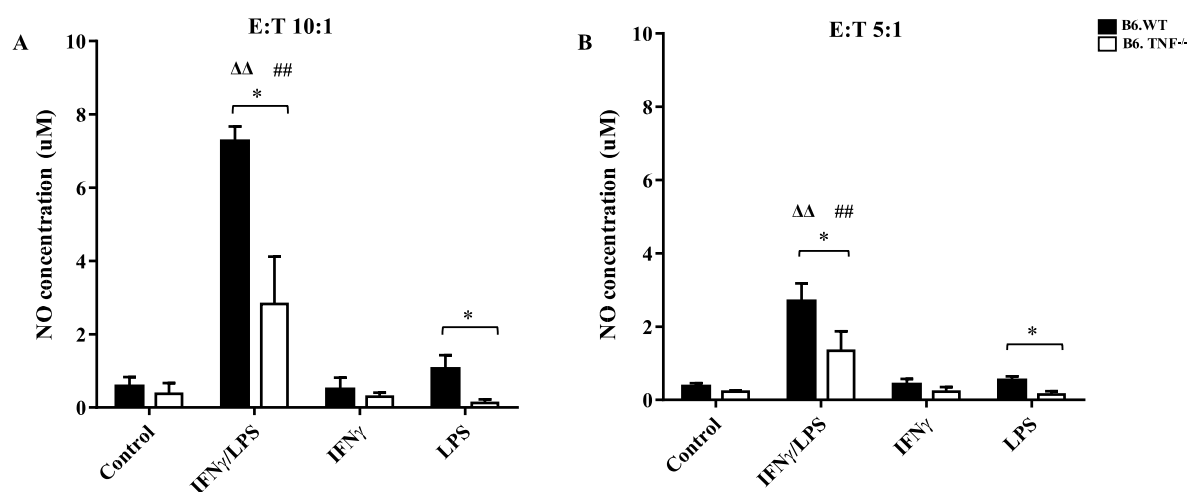 A
E:T 10:1
NO concentration (uM)
10
8
6
4
2
0
ΔΔ ##
*
*
Control
IFNγ/LPS
IFNγ
LPS
B
E:T 5:1
NO concentration (uM)
10
8
6
4
2
0
ΔΔ ##
*
*
Control
IFNγ/LPS
IFNγ
LPS
B6.WT
B6. TNF-/-